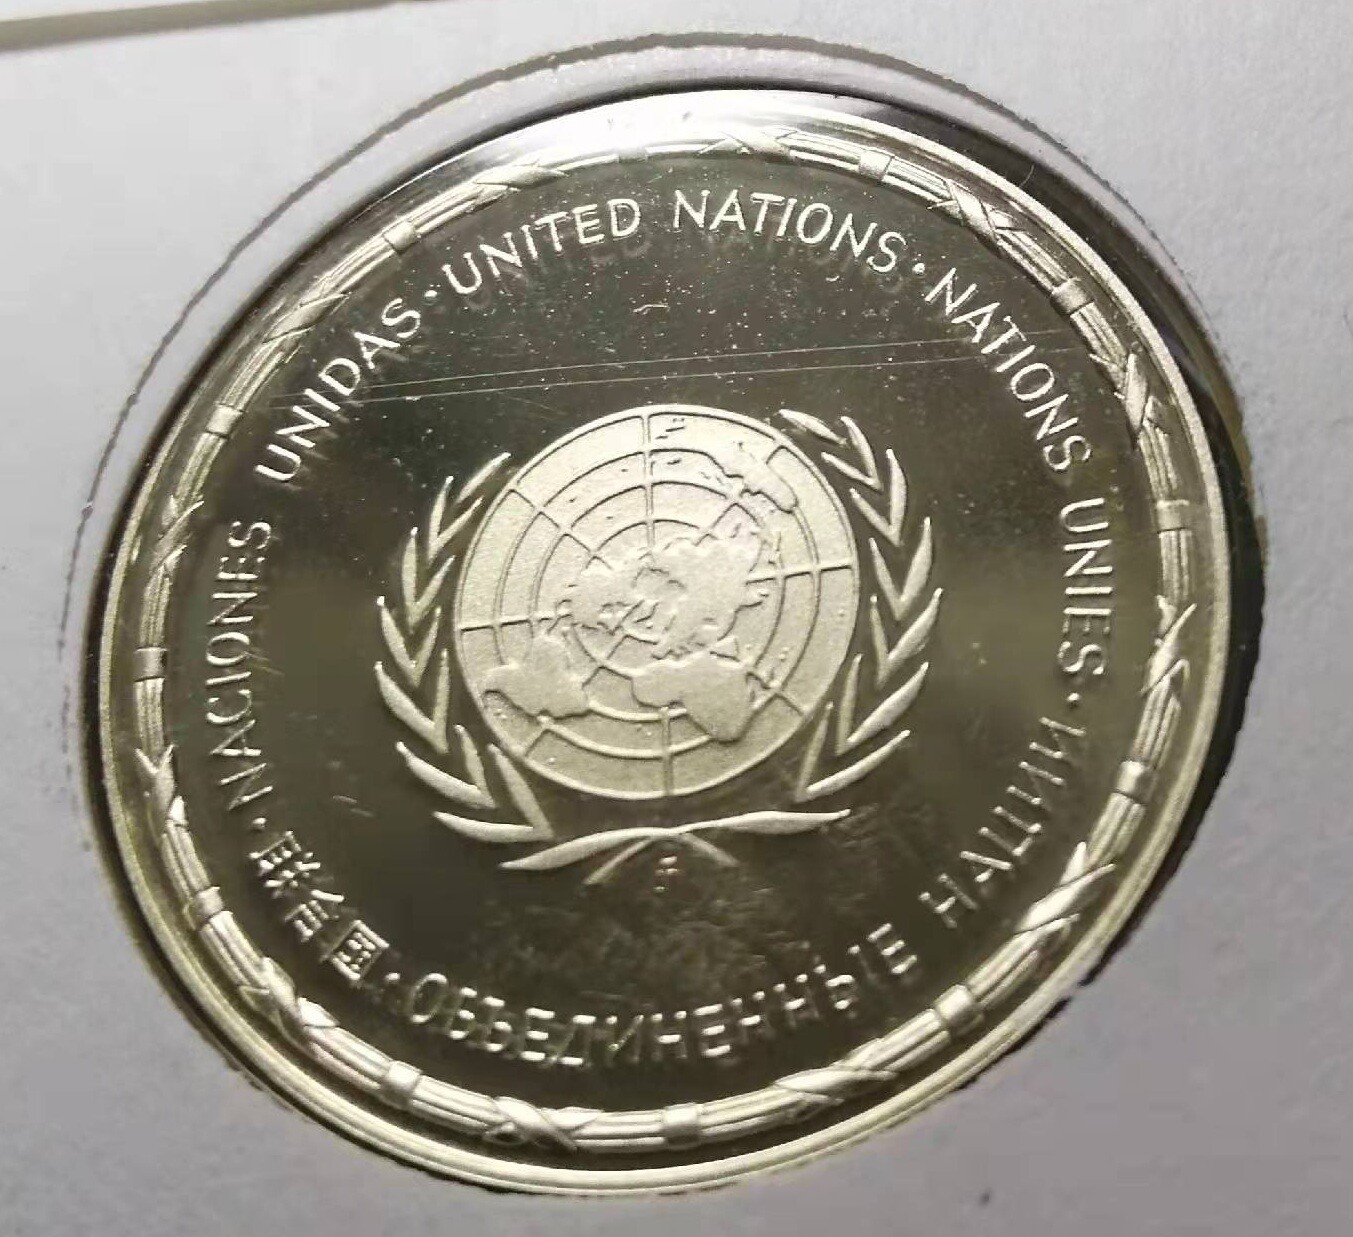 UNITED NATIONS · NATIONS UNIES · ОБЪЕДИНЕННЫЕ НАЦИИ · 联合国 · NACIONES UNIDAS ·